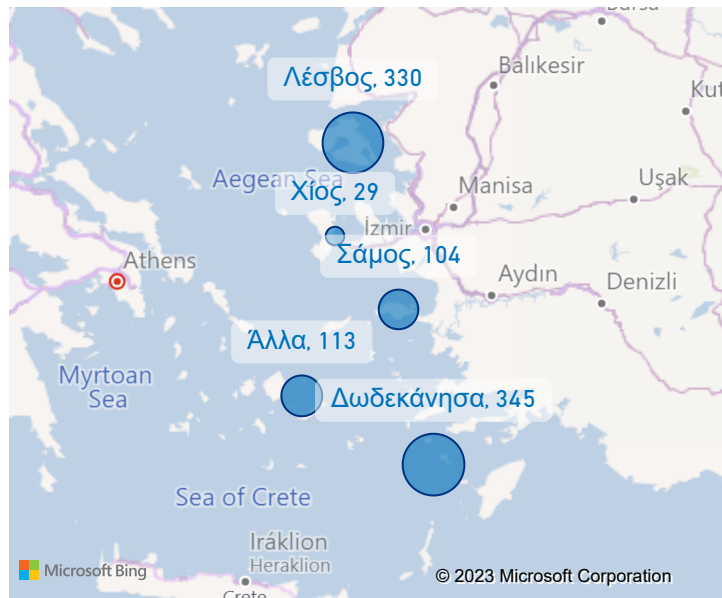 Bursa
Balıkesir
Λέσβος, 330
Kut
Aegean Sea
Χίος, 29
Manisa
Uşak
İzmir
Σάμος, 104
Athens
Aydın
Denizli
Άλλα, 113
Myrtoan
Sea
Δωδεκάνησα, 345
Sea of Crete
Iráklion
Heraklion
Microsoft Bing
© 2023 Microsoft Corporation
Crete